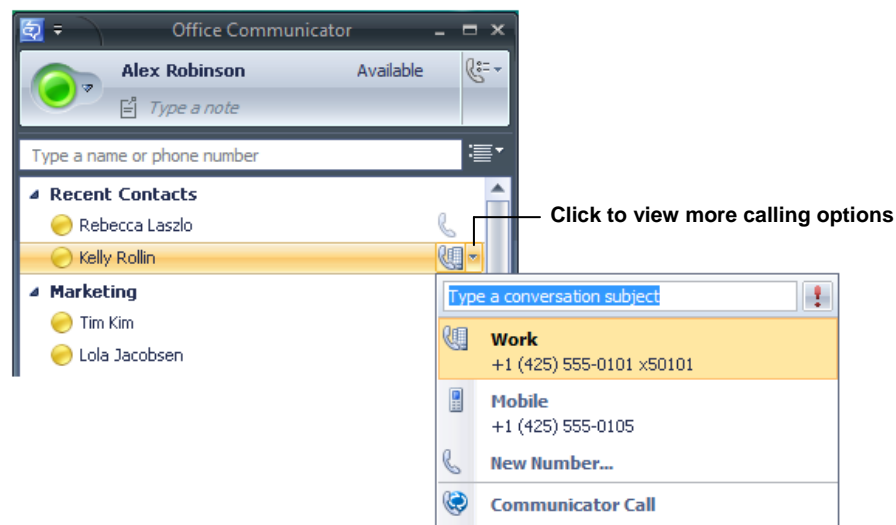 Office Communicator
Alex Robinson Available
Type a note
Type a name or phone number
Recent Contacts
Rebecca Laszlo
Click to view more calling options
Kelly Rollin
Marketing
Type a conversation subject
Tim Kim
Work
Lola Jacobsen
+1 (425) 555-0101 x50101
Mobile
+1 (425) 555-0105
New Number...
Communicator Call